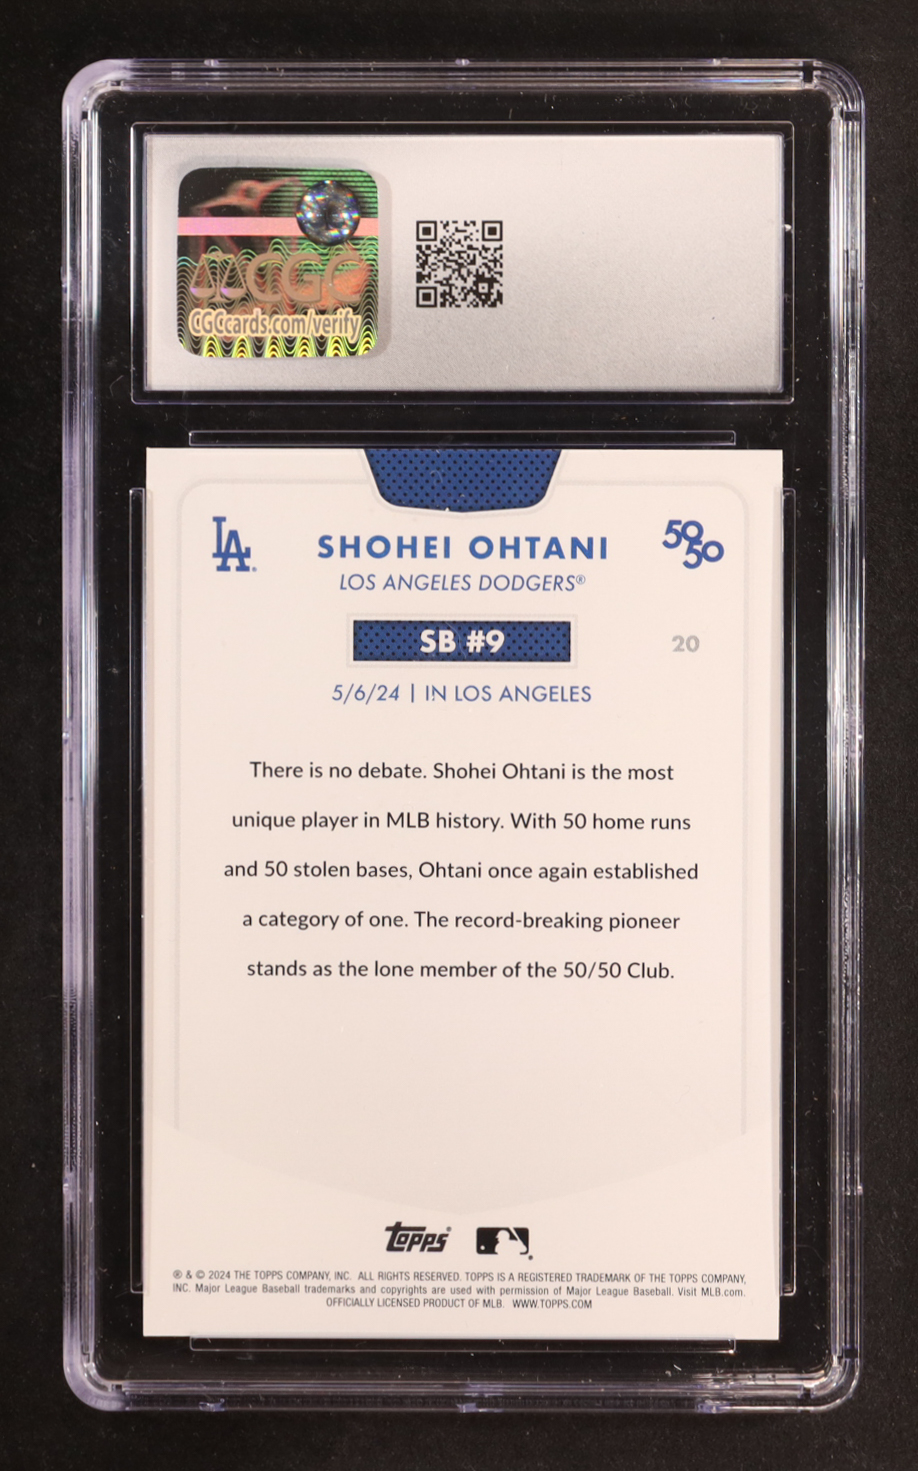 CGC
CGCcards.com/verify
LA
SHOHEI OHTANI
50
50
LOS ANGELES DODGERS®
SB #9
20
5/6/24 | IN LOS ANGELES
There is no debate. Shohei Ohtani is the most
unique player in MLB history. With 50 home runs
and 50 stolen bases, Ohtani once again established
a category of one. The record-breaking pioneer
stands as the lone member of the 50/50 Club.
Topps®
® & © 2024 THE TOPPS COMPANY, INC. ALL RIGHTS RESERVED. TOPPS IS A REGISTERED TRADEMARK OF THE TOPPS COMPANY,
INC. Major League Baseball trademarks and copyrights are used with permission of Major League Baseball. Visit MLB.com.
OFFICIALLY LICENSED PRODUCT OF MLB. WWW.TOPPS.COM